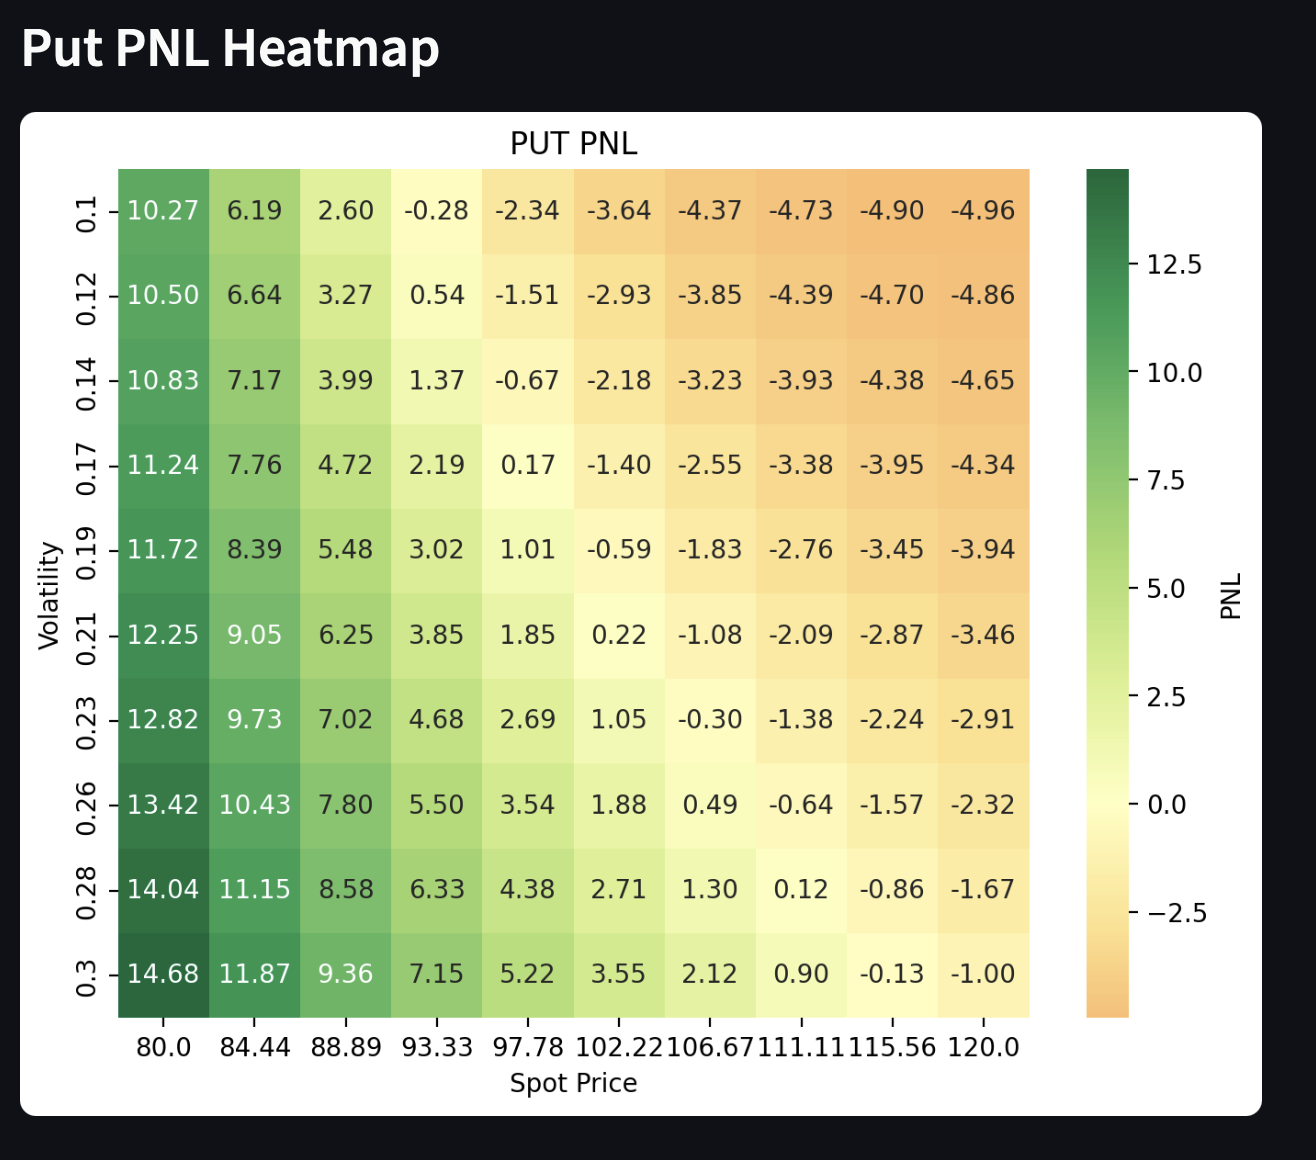 Put PNL Heatmap
PUT PNL
0.1 10.27 6.19 2.60 -0.28 -2.34 -3.64 -4.37 -4.73 -4.90 -4.96
0.12 10.50 6.64 3.27 0.54 -1.51 -2.93 -3.85 -4.39 -4.70 -4.86
0.14 10.83 7.17 3.99 1.37 -0.67 -2.18 -3.23 -3.93 -4.38 -4.65
0.17 11.24 7.76 4.72 2.19 0.17 -1.40 -2.55 -3.38 -3.95 -4.34
0.19 11.72 8.39 5.48 3.02 1.01 -0.59 -1.83 -2.76 -3.45 -3.94
0.21 12.25 9.05 6.25 3.85 1.85 0.22 -1.08 -2.09 -2.87 -3.46
0.23 12.82 9.73 7.02 4.68 2.69 1.05 -0.30 -1.38 -2.24 -2.91
0.26 13.42 10.43 7.80 5.50 3.54 1.88 0.49 -0.64 -1.57 -2.32
0.28 14.04 11.15 8.58 6.33 4.38 2.71 1.30 0.12 -0.86 -1.67
0.3 14.68 11.87 9.36 7.15 5.22 3.55 2.12 0.90 -0.13 -1.00
80.0 84.44 88.89 93.33 97.78 102.22 106.67 111.11 115.56 120.0
Spot Price
Volatility
12.5
10.0
7.5
5.0
2.5
0.0
−2.5
PNL